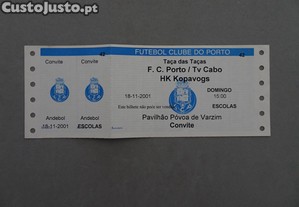 CustoJusto.pt
FUTEBOL CLUBE DO PORTO
42
42
Convite
Convite
Taça das Taças
F. C. Porto / Tv Cabo
HK Kopavogs
18-11-2001
DOMINGO
15:00
Este bilhete não pode ser vendido
ESCOLAS
Andebol
Andebol
18-11-2001
ESCOLAS
Pavilhão Póvoa de Varzim
Convite